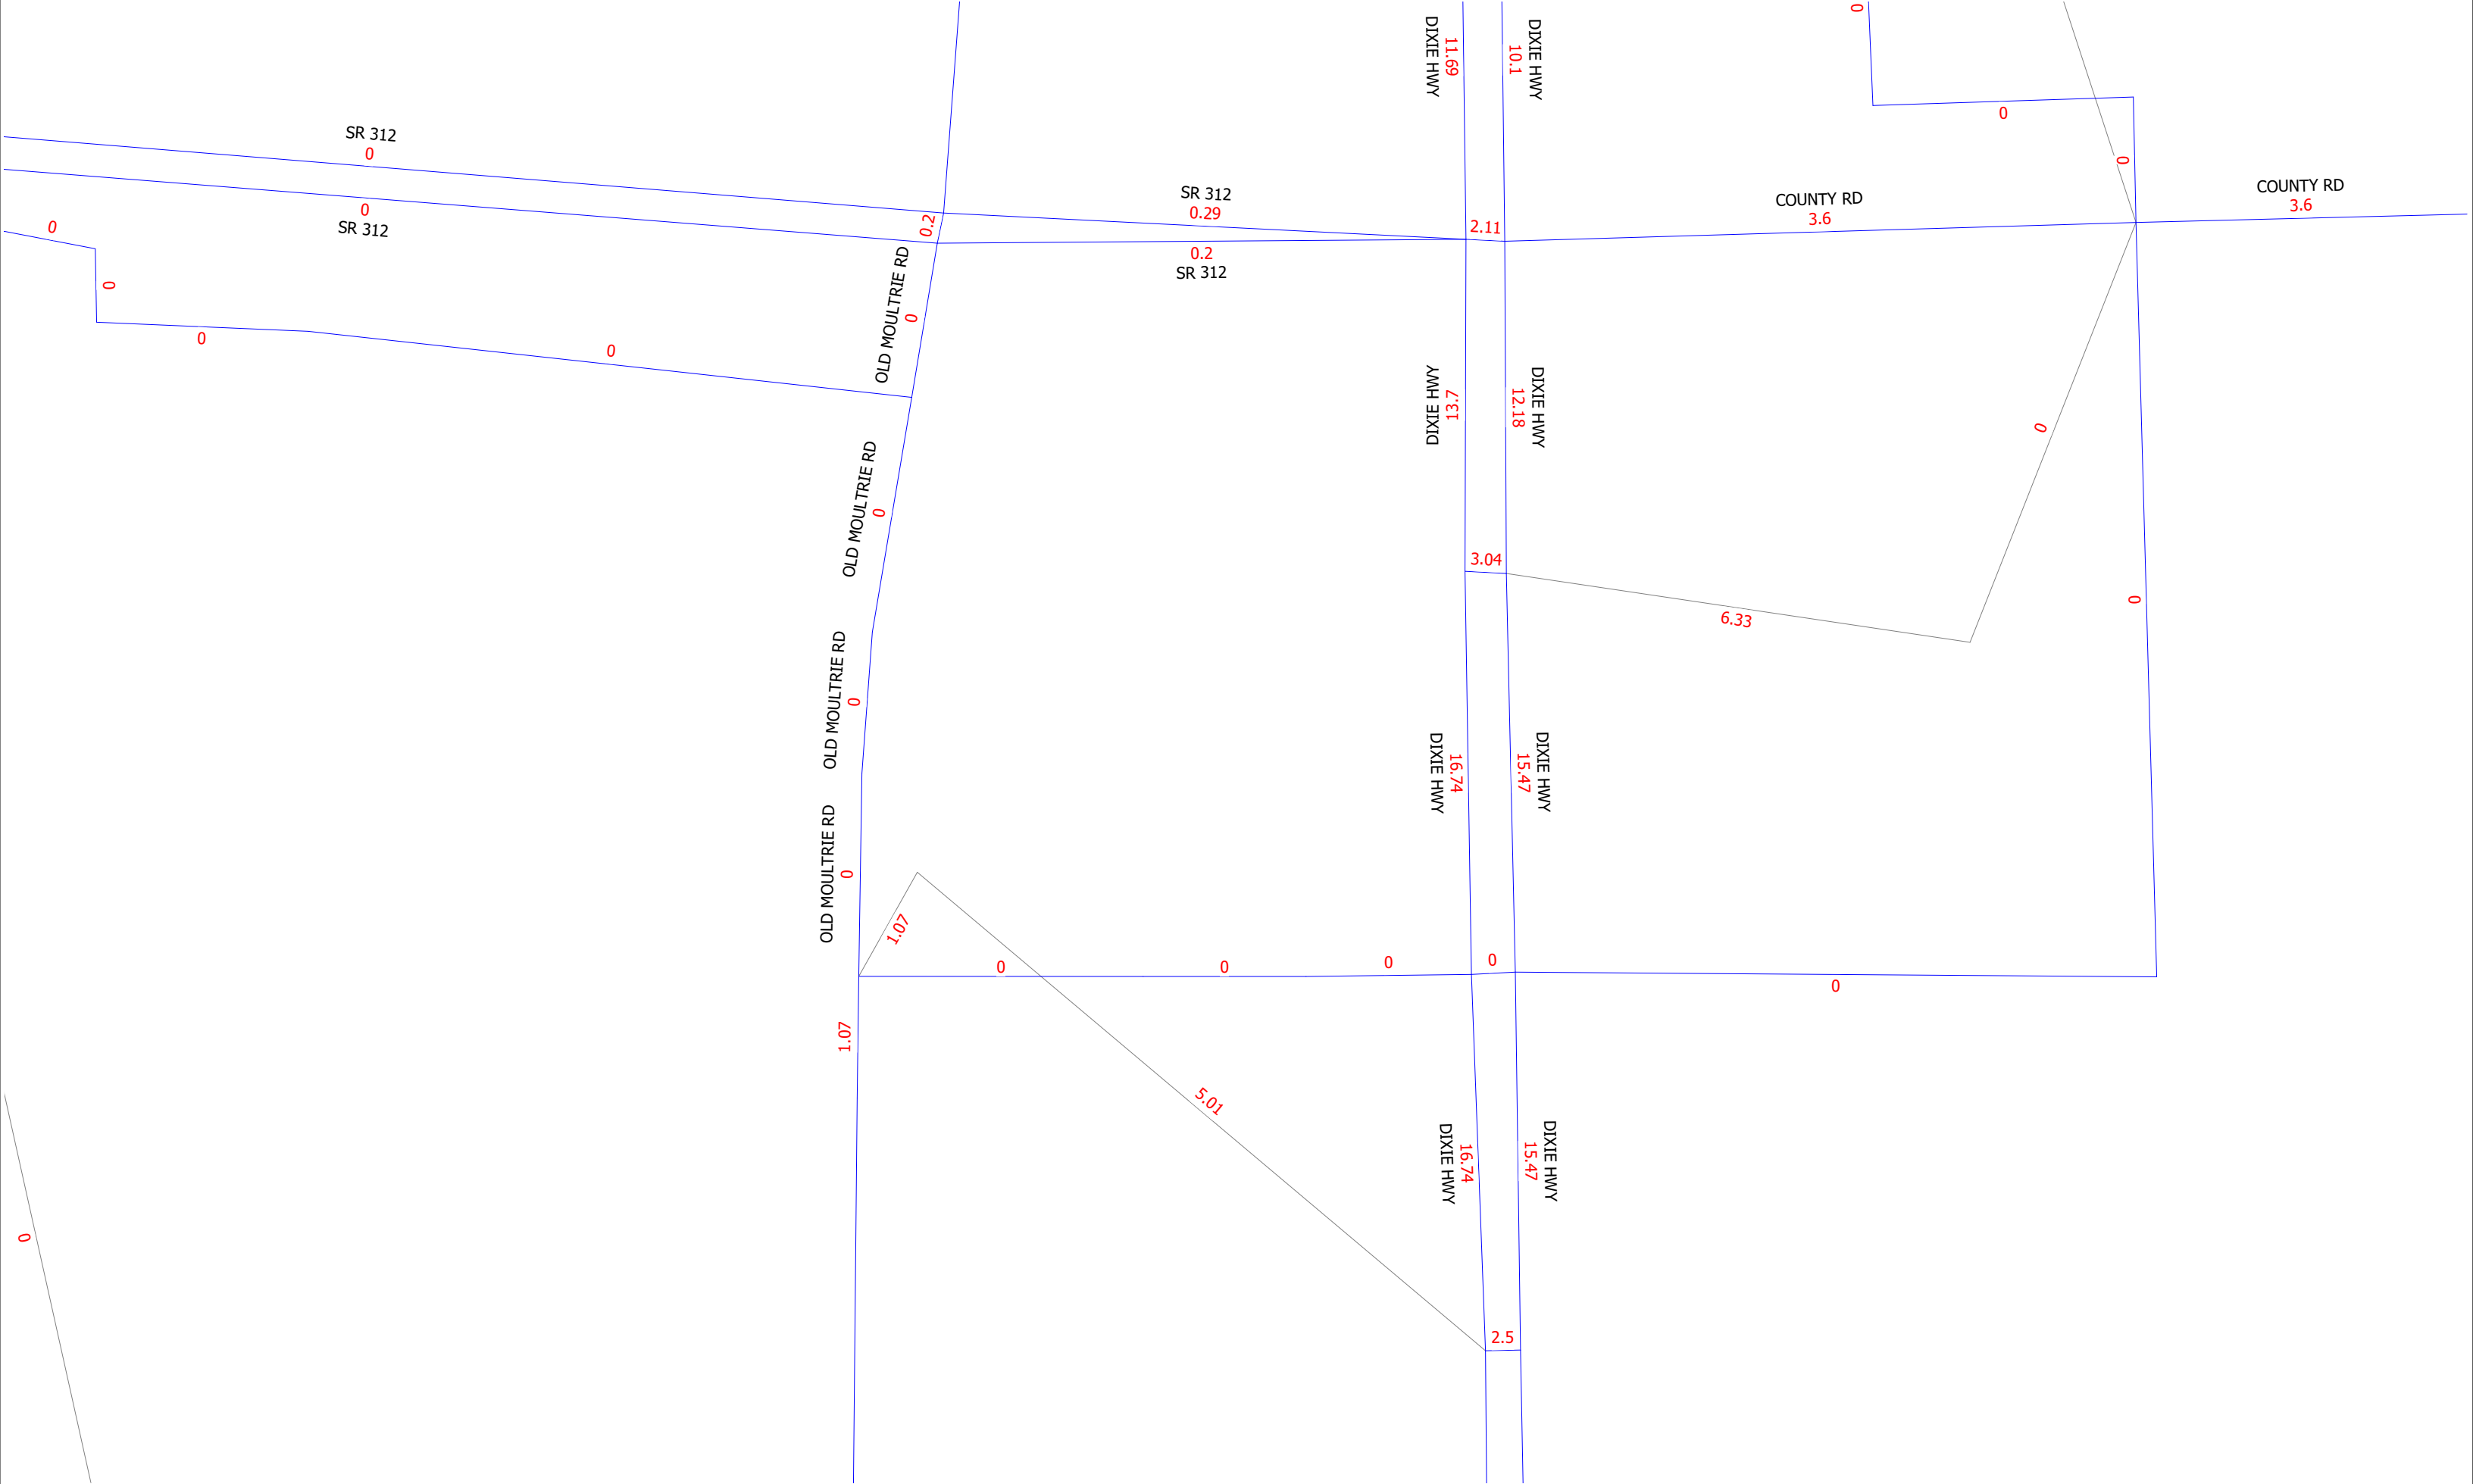 DIXIE HWY
11.69
10.1
DIXIE HWY
0
0
0
SR 312
0
0
SR 312
0
0
0
0
0.2
SR 312
0.29
0.2
SR 312
2.11
COUNTY RD
3.6
COUNTY RD
3.6
OLD MOULTRIE RD
0
DIXIE HWY
13.7
12.18
DIXIE HWY
0
OLD MOULTRIE RD
0
3.04
6.33
0
OLD MOULTRIE RD
0
DIXIE HWY
16.74
15.47
DIXIE HWY
OLD MOULTRIE RD
0
1.07
0
0
0
0
0
1.07
5.01
DIXIE HWY
16.74
15.47
DIXIE HWY
0
2.5